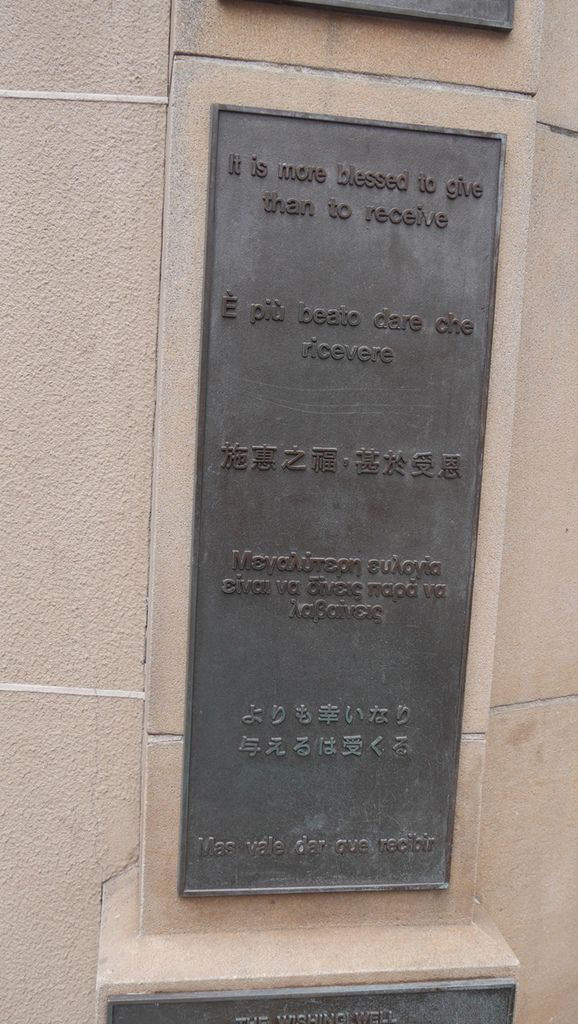 It is more blessed to give
than to receive
È più beato dare che
ricevere
施惠之福,甚於受恩
Μεγαλύτερη ευλογία
είναι να δίνεις παρά να
λαβαίνεις
よりも幸いなり
与えるは受くる
Mas vale dar que recibir
THE WISHING WELL